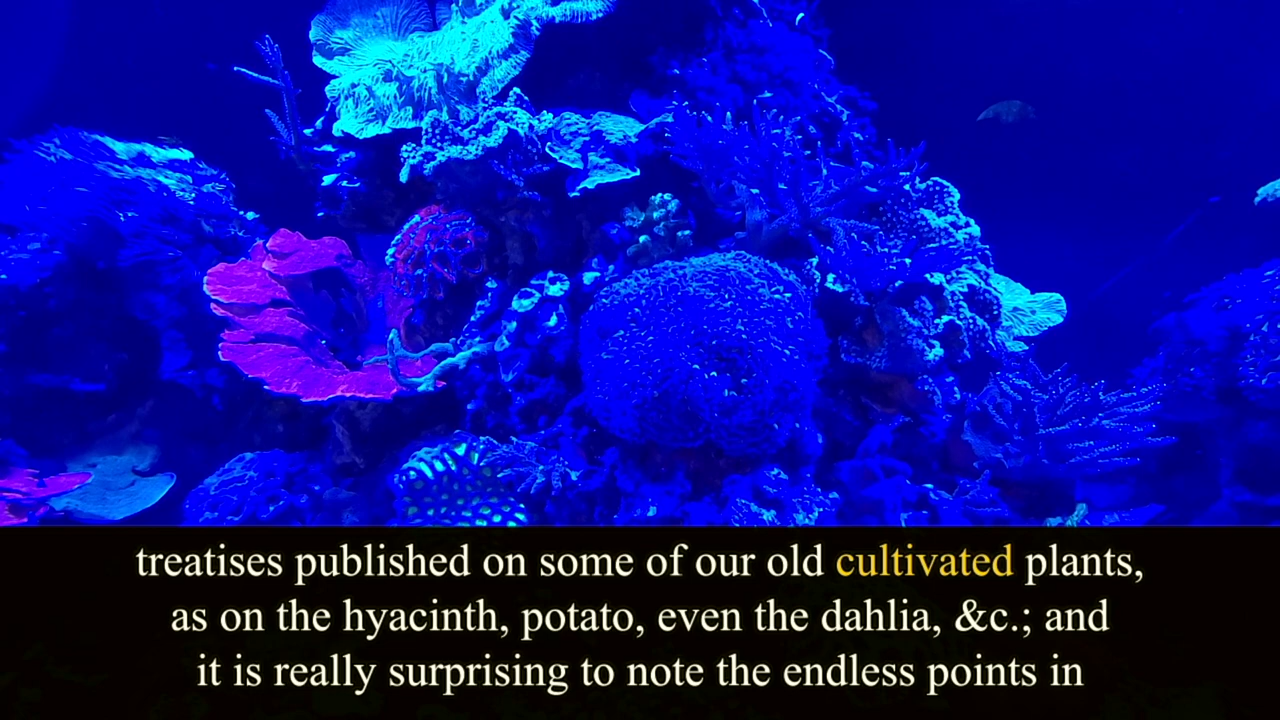 treatises published on some of our old cultivated plants,
as on the hyacinth, potato, even the dahlia, &c.; and
it is really surprising to note the endless points in